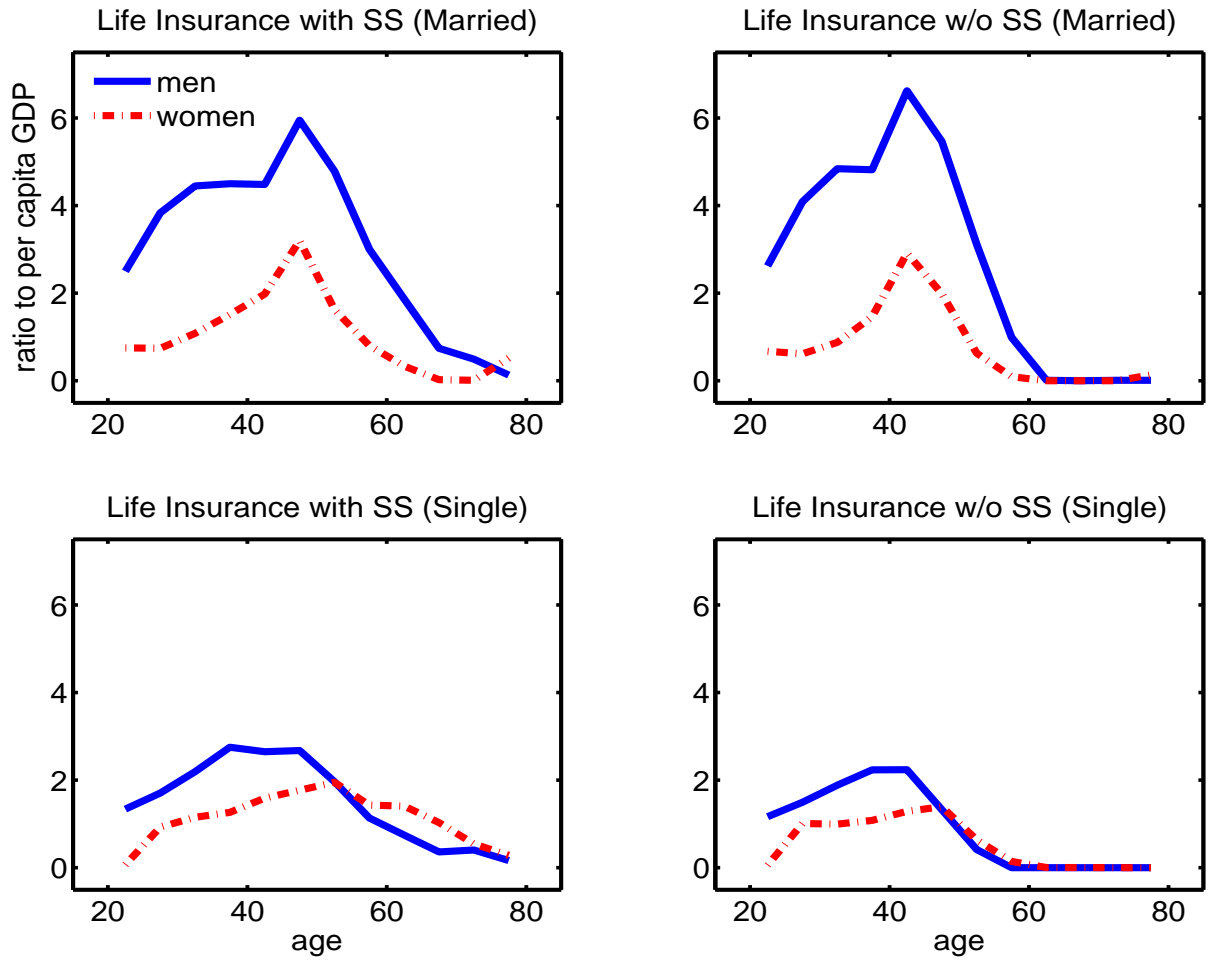 Life Insurance with SS (Married)
men
women
ratio to per capita GDP
6
4
2
0
20 40 60 80
Life Insurance w/o SS (Married)
6
4
2
0
20 40 60 80
Life Insurance with SS (Single)
6
4
2
0
20 40 60 80
age
Life Insurance w/o SS (Single)
6
4
2
0
20 40 60 80
age